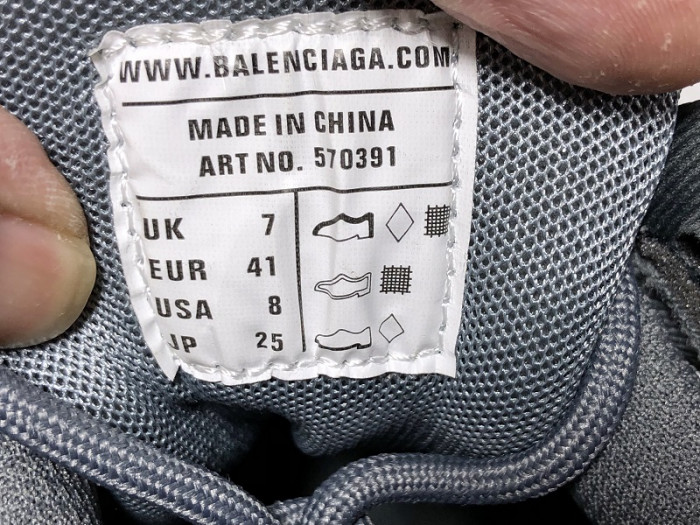 WWW.BALENCIAGA.COM
MADE IN CHINA
ART NO. 570391
UK 7
EUR 41
USA 8
JP 25